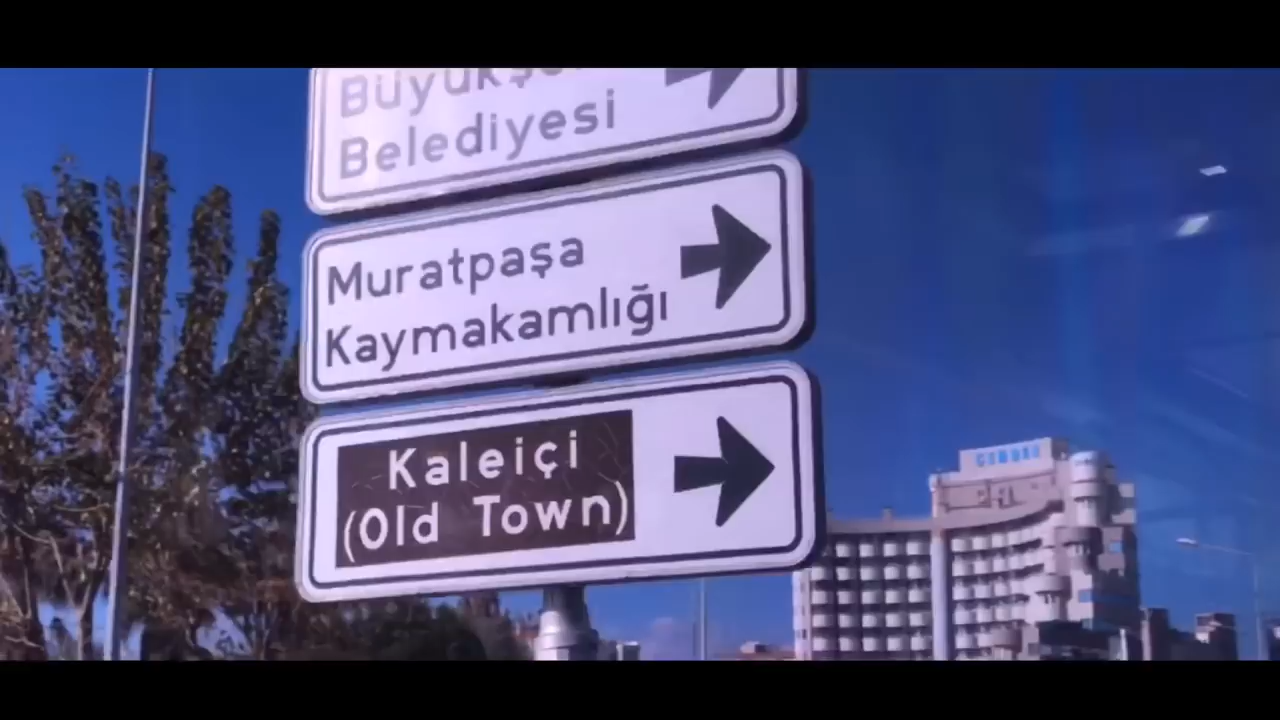 Belediyesi
Muratpaşa
Kaymakamlığı
Kaleiçi
(Old Town)